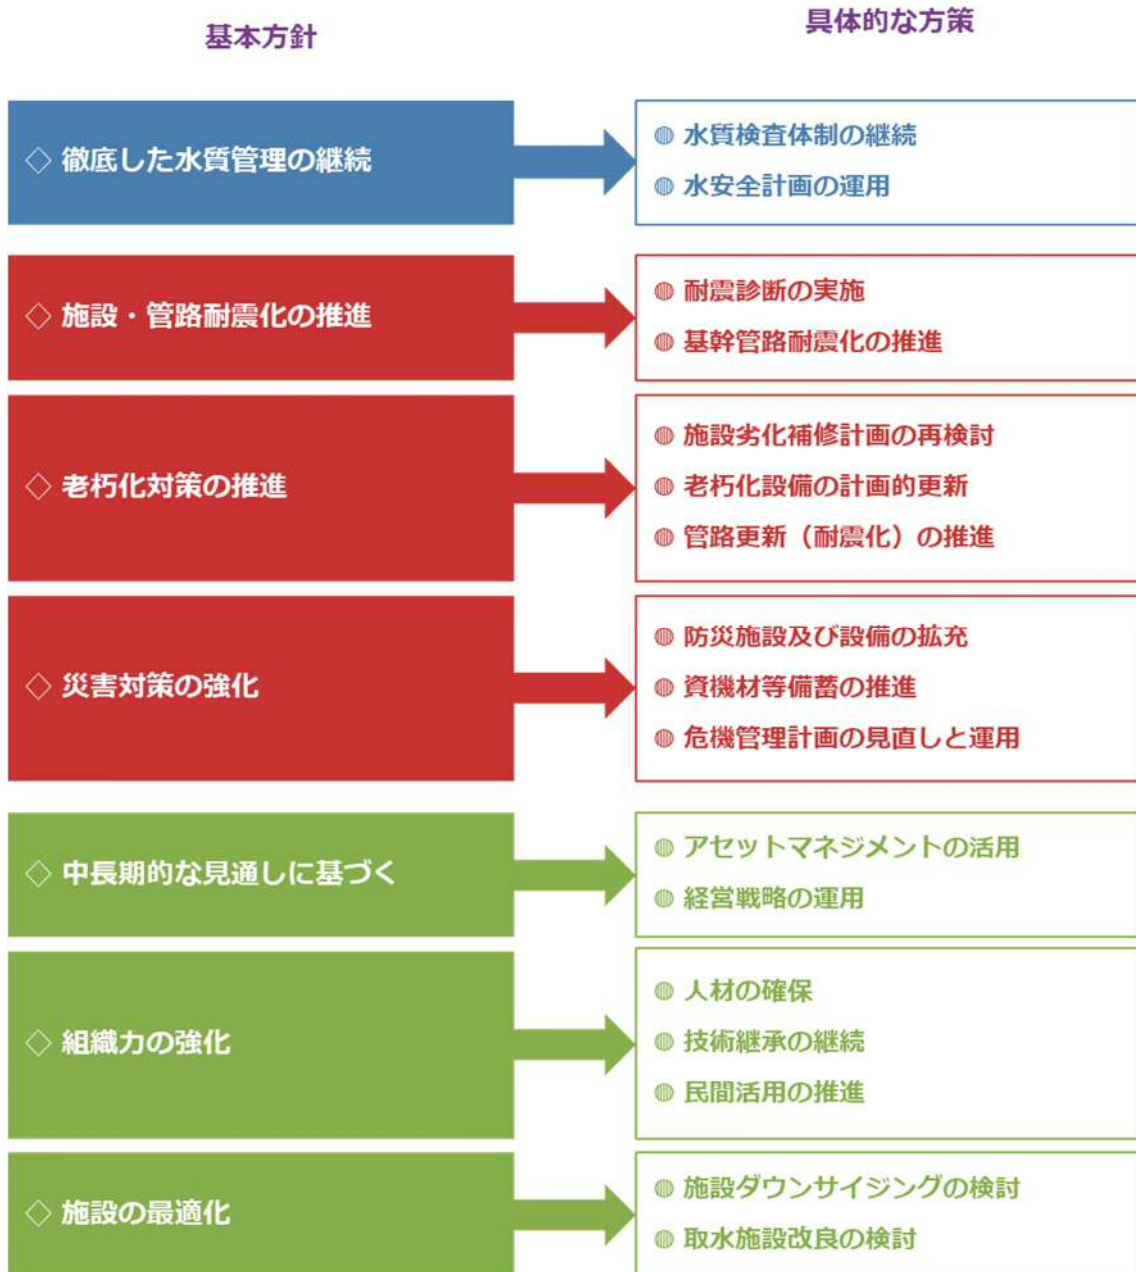 基本方針
具体的な方策
◇ 徹底した水質管理の継続
◍ 水質検査体制の継続
◍ 水安全計画の運用
◇ 施設・管路耐震化の推進
◍ 耐震診断の実施
◍ 基幹管路耐震化の推進
◇ 老朽化対策の推進
◍ 施設劣化補修計画の再検討
◍ 老朽化設備の計画的更新
◍ 管路更新（耐震化）の推進
◇ 災害対策の強化
◍ 防災施設及び設備の拡充
◍ 資機材等備蓄の推進
◍ 危機管理計画の見直しと運用
◇ 中長期的な見通しに基づく
◍ アセットマネジメントの活用
◍ 経営戦略の運用
◇ 組織力の強化
◍ 人材の確保
◍ 技術継承の継続
◍ 民間活用の推進
◇ 施設の最適化
◍ 施設ダウンサイジングの検討
◍ 取水施設改良の検討